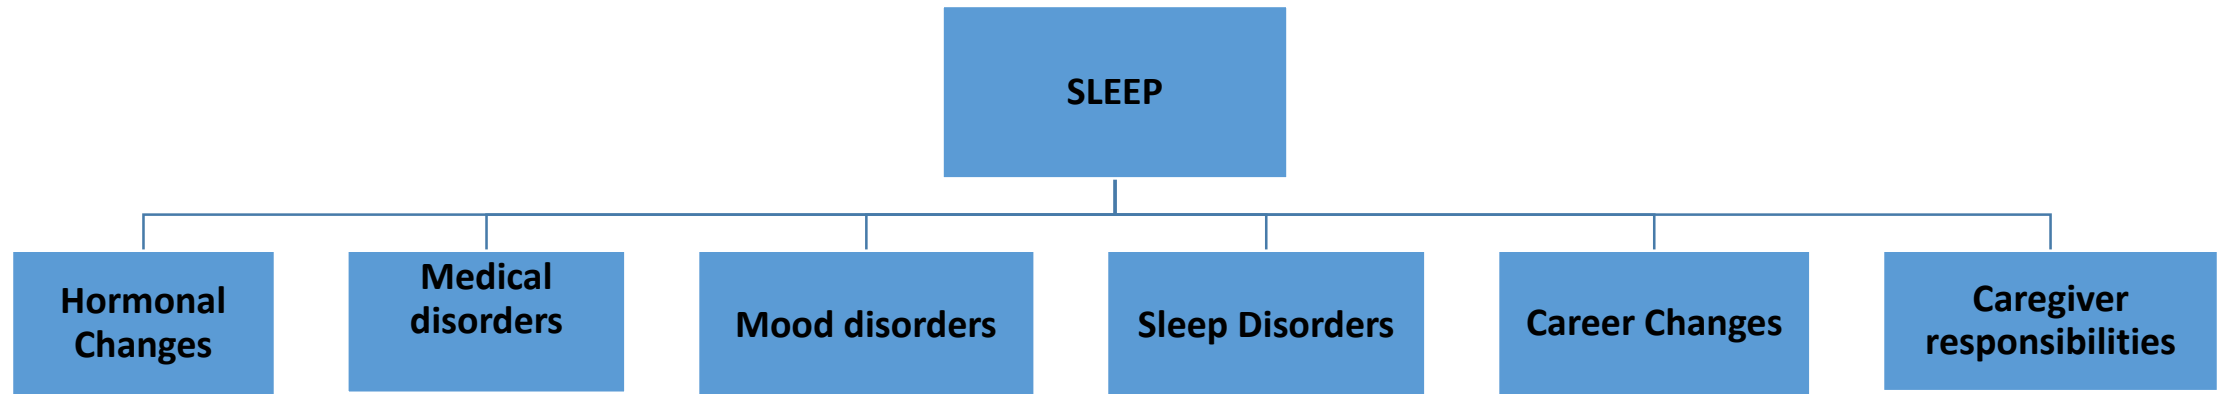 SLEEP
Hormonal
Changes
Medical
disorders
Mood disorders
Sleep Disorders
Career Changes
Caregiver
responsibilities